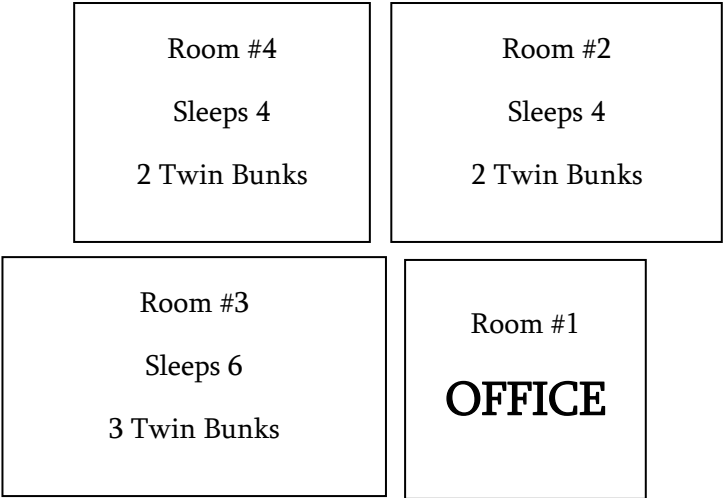 Room #4
Sleeps 4
2 Twin Bunks
Room #2
Sleeps 4
2 Twin Bunks
Room #3
Sleeps 6
3 Twin Bunks
Room #1
OFFICE